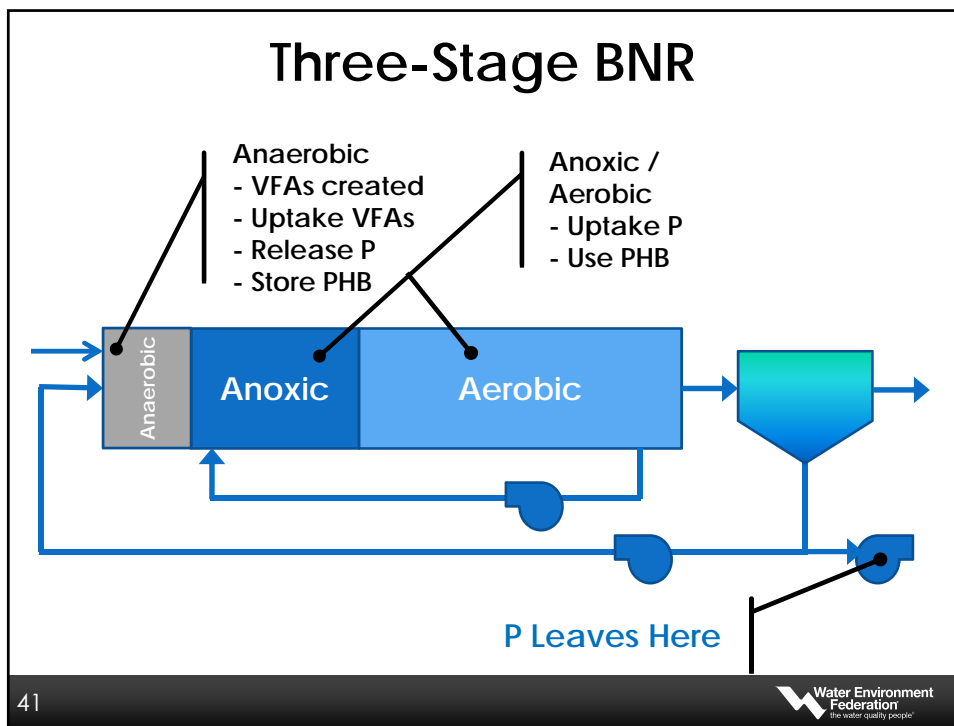 Three-Stage BNR
Anaerobic
- VFAs created
- Uptake VFAs
- Release P
- Store PHB
Anoxic /
Aerobic
- Uptake P
- Use PHB
Anaerobic
Anoxic
Aerobic
P Leaves Here
41
Water Environment
Federation
the water quality people